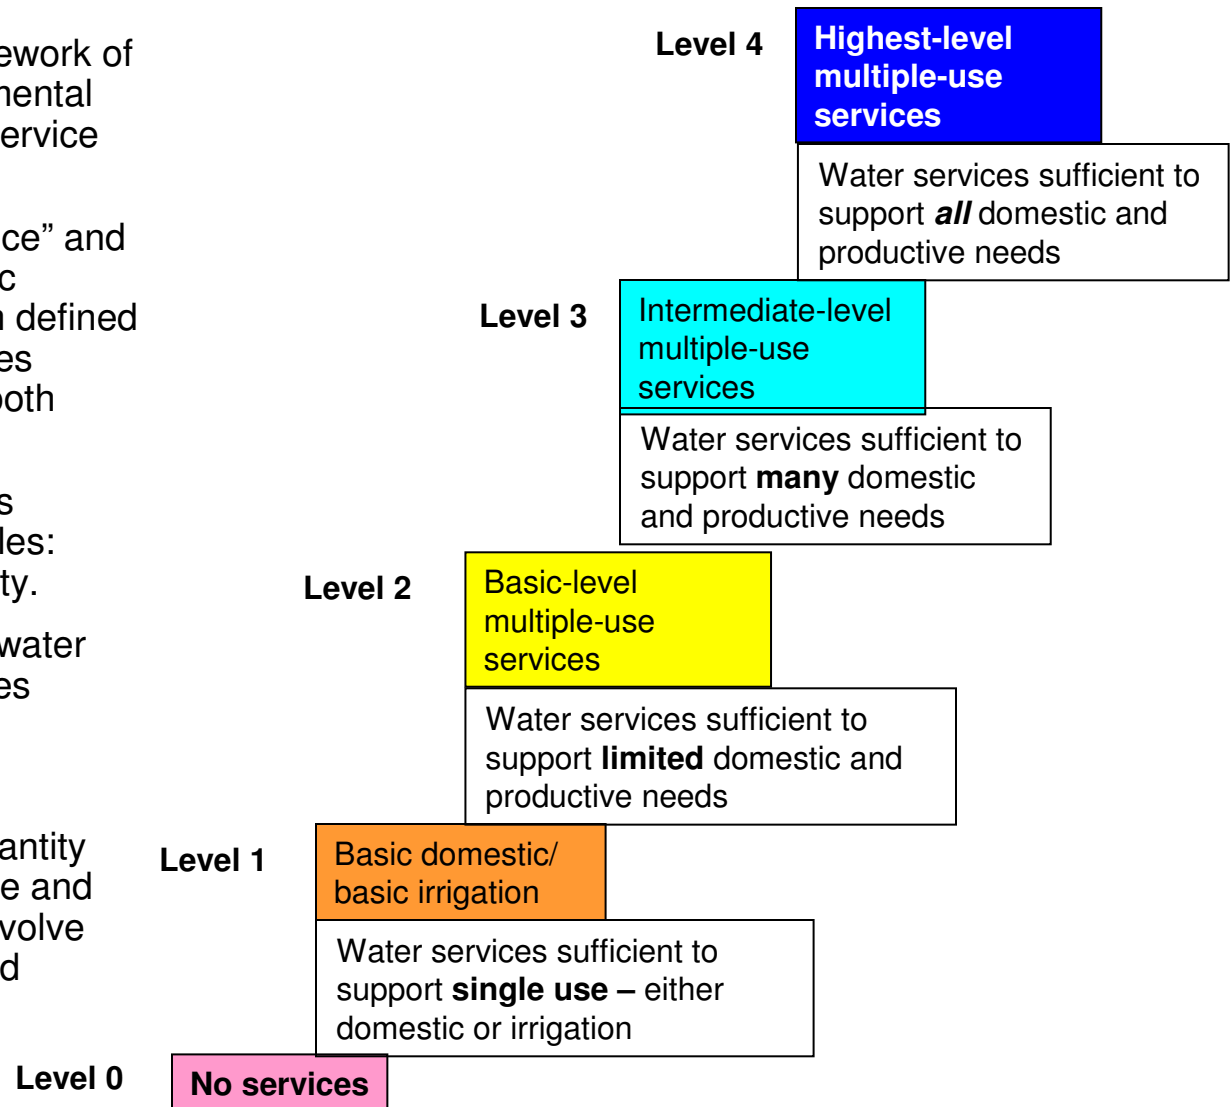 ework of
mental
ervice
ce” and
c
n defined
es
both
s
les:
ty.
water
es
antity
e and
volve
d
Level 4
Highest-level
multiple-use
services
Water services sufficient to
support all domestic and
productive needs
Level 3
Intermediate-level
multiple-use
services
Water services sufficient to
support many domestic
and productive needs
Level 2
Basic-level
multiple-use
services
Water services sufficient to
support limited domestic and
productive needs
Level 1
Basic domestic/
basic irrigation
Water services sufficient to
support single use – either
domestic or irrigation
Level 0
No services